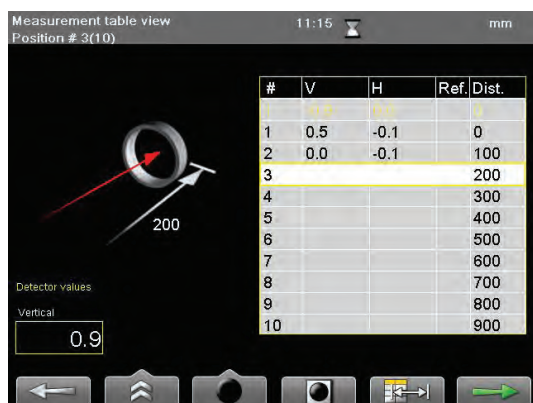 Measurement table view 11:15 mm
Position # 3(10)
# V H Ref. Dist.
1 0.5 -0.1 0
2 0.0 -0.1 100
3 200
4 300
5 400
6 500
7 600
8 700
9 800
10 900
200
Detector values
Vertical
0.9